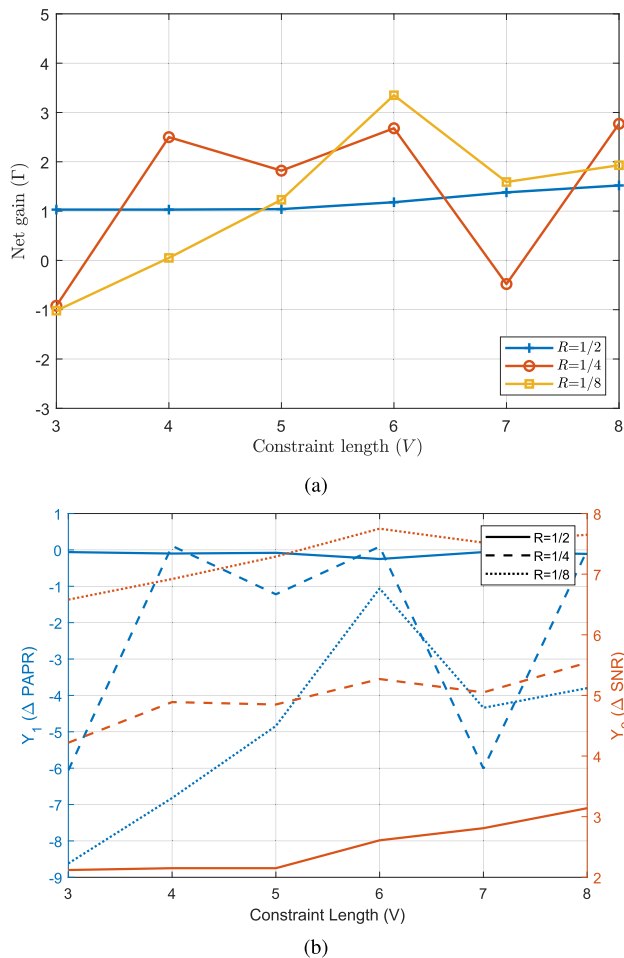 5
4
3
2
1
0
-1
-2
-3
Net gain (Γ)
R=1/2
R=1/4
R=1/8
3 4 5 6 7 8
Constraint length (V)
(a)
1
0
-1
-2
-3
-4
-5
-6
-7
-8
-9
Y1 (Δ PAPR)
R=1/2
R=1/4
R=1/8
8
7
6
5
4
3
2
(Δ SNR)
3 4 5 6 7 8
Constraint Length (V)
(b)